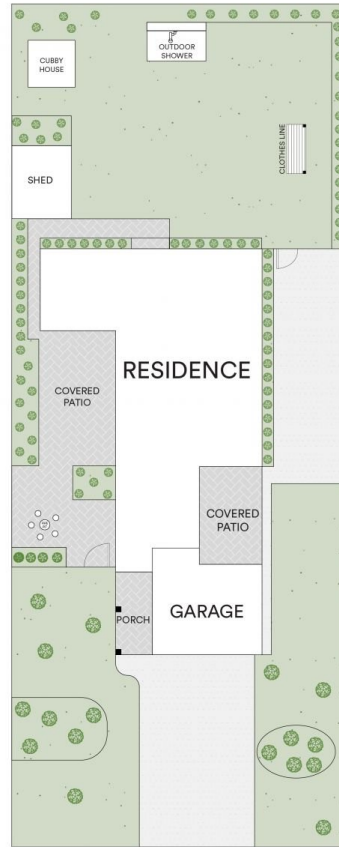 CUBBY
HOUSE
OUTDOOR
SHOWER
CLOTHES LINE
SHED
RESIDENCE
COVERED
PATIO
COVERED
PATIO
PORCH
GARAGE